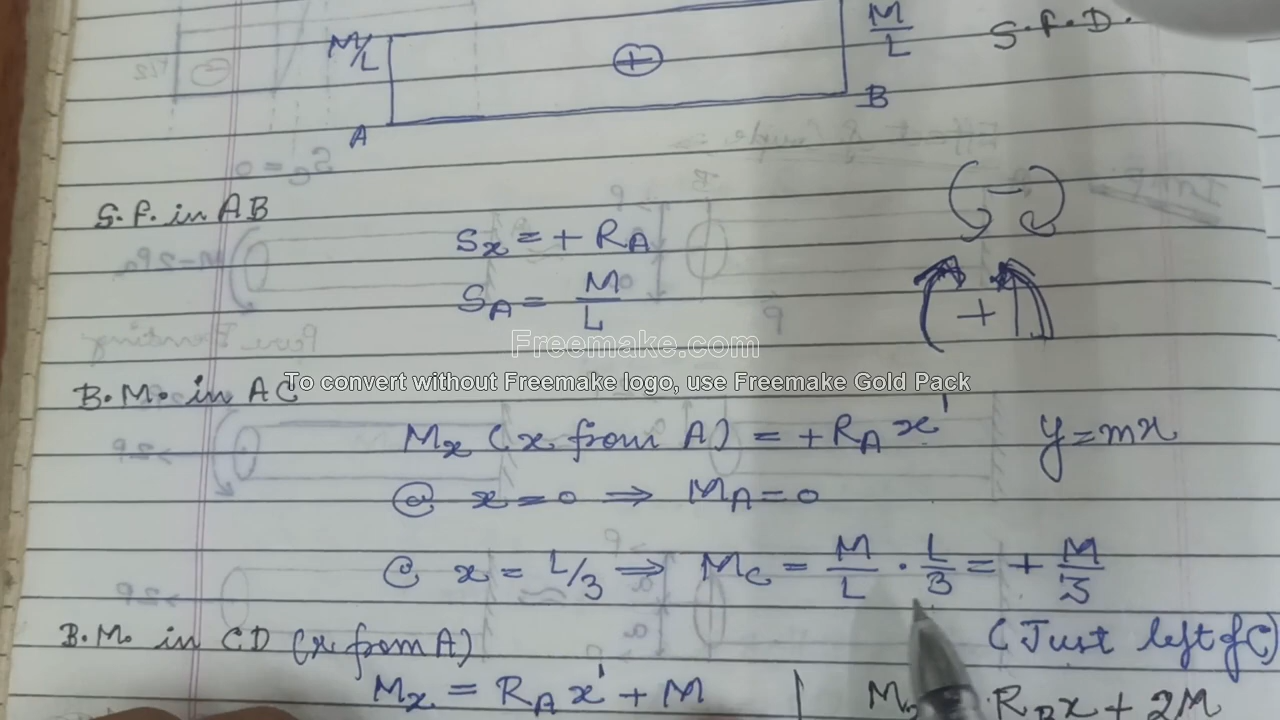 M/L
M/L
S.F.D.
A
B
S.F. in AB
Sx = + RA
SA = M/L
−
+
Freemake.com
To convert without Freemake logo, use Freemake Gold Pack
B.M. in AC
Mx (x from A) = + RA x' y = mx
@ x = 0 ⇒ MA = 0
@ x = L/3 ⇒ MC = M/L · L/3 = + M/3
(Just left of C)
B.M. in CD (x from A)
Mx = RA x' + M
RBx + 2M